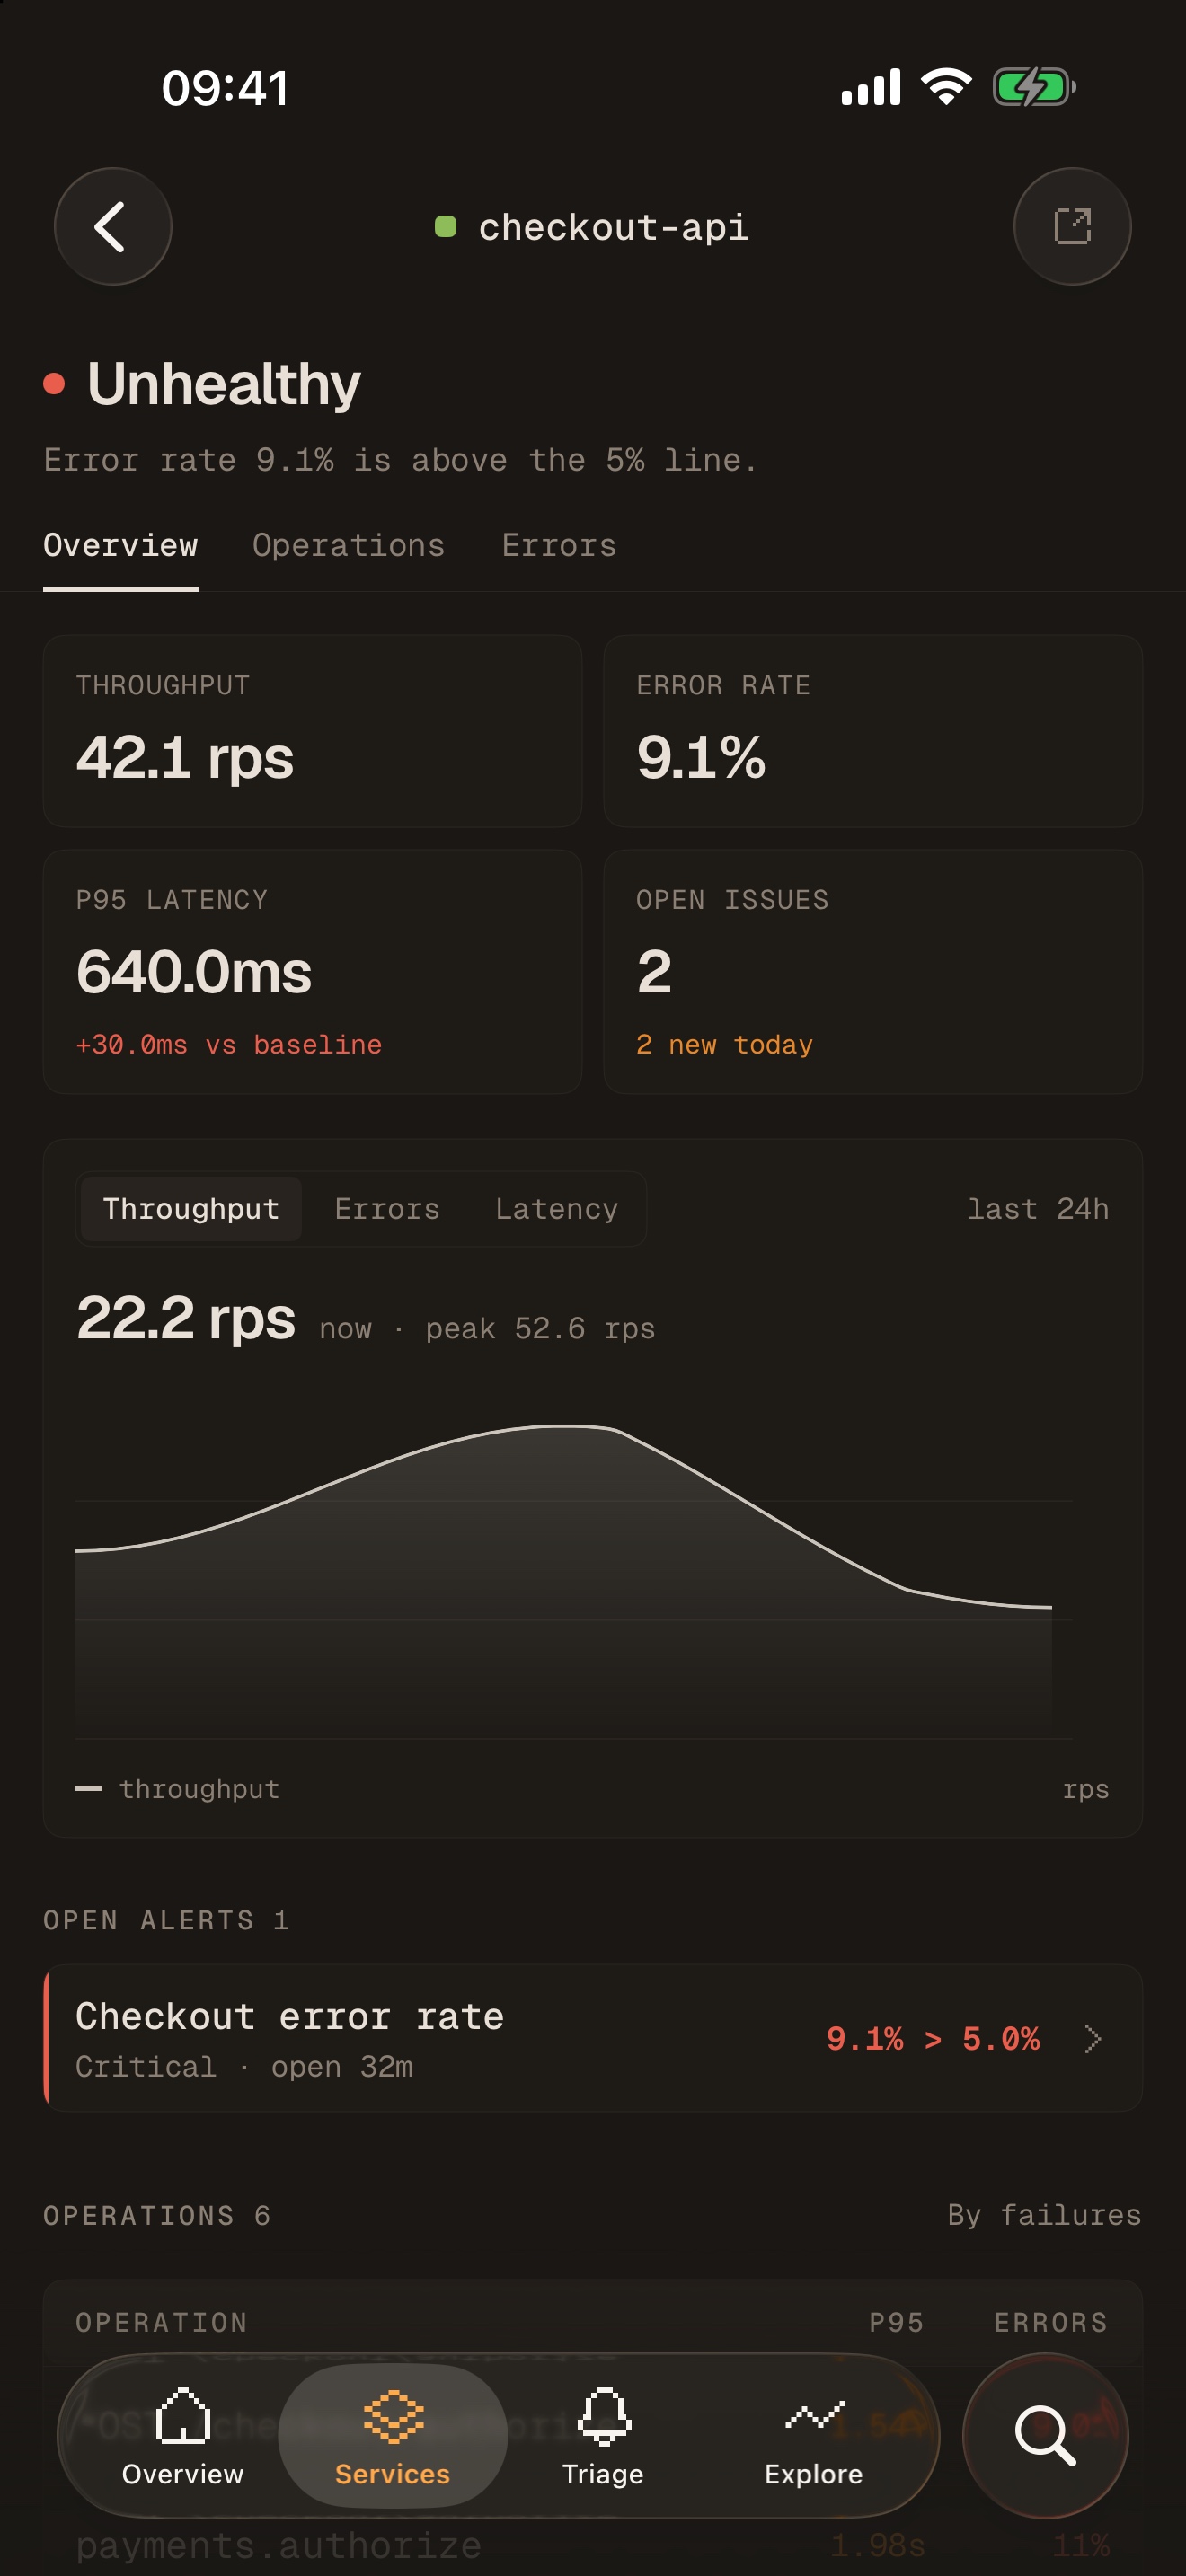 09:41
checkout-api
Unhealthy
Error rate 9.1% is above the 5% line.
Overview Operations Errors
THROUGHPUT
42.1 rps
ERROR RATE
9.1%
P95 LATENCY
640.0ms
+30.0ms vs baseline
OPEN ISSUES
2
2 new today
Throughput Errors Latency last 24h
22.2 rps now · peak 52.6 rps
throughput rps
OPEN ALERTS 1
Checkout error rate
Critical · open 32m
9.1% > 5.0%
OPERATIONS 6 By failures
OPERATION P95 ERRORS
Overview Services Triage Explore
payments.authorize 1.98s 11%